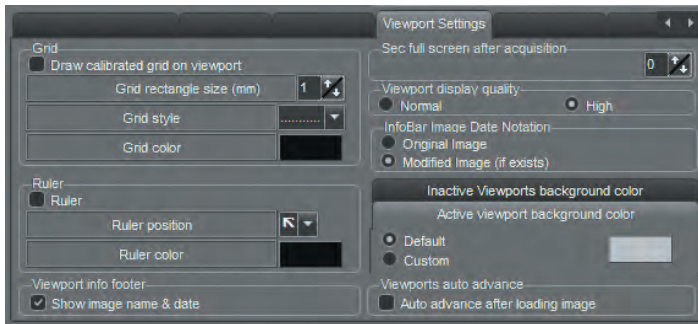 Viewport Settings
Grid
Draw calibrated grid on viewport
Grid rectangle size (mm)
1
Grid style
Grid color
Ruler
Ruler
Ruler position
Ruler color
Viewport info footer
Show image name & date
Sec full screen after acquisition
0
Viewport display quality
Normal
High
InfoBar Image Date Notation
Original Image
Modified Image (if exists)
Inactive Viewports background color
Active viewport background color
Default
Custom
Viewports auto advance
Auto advance after loading image